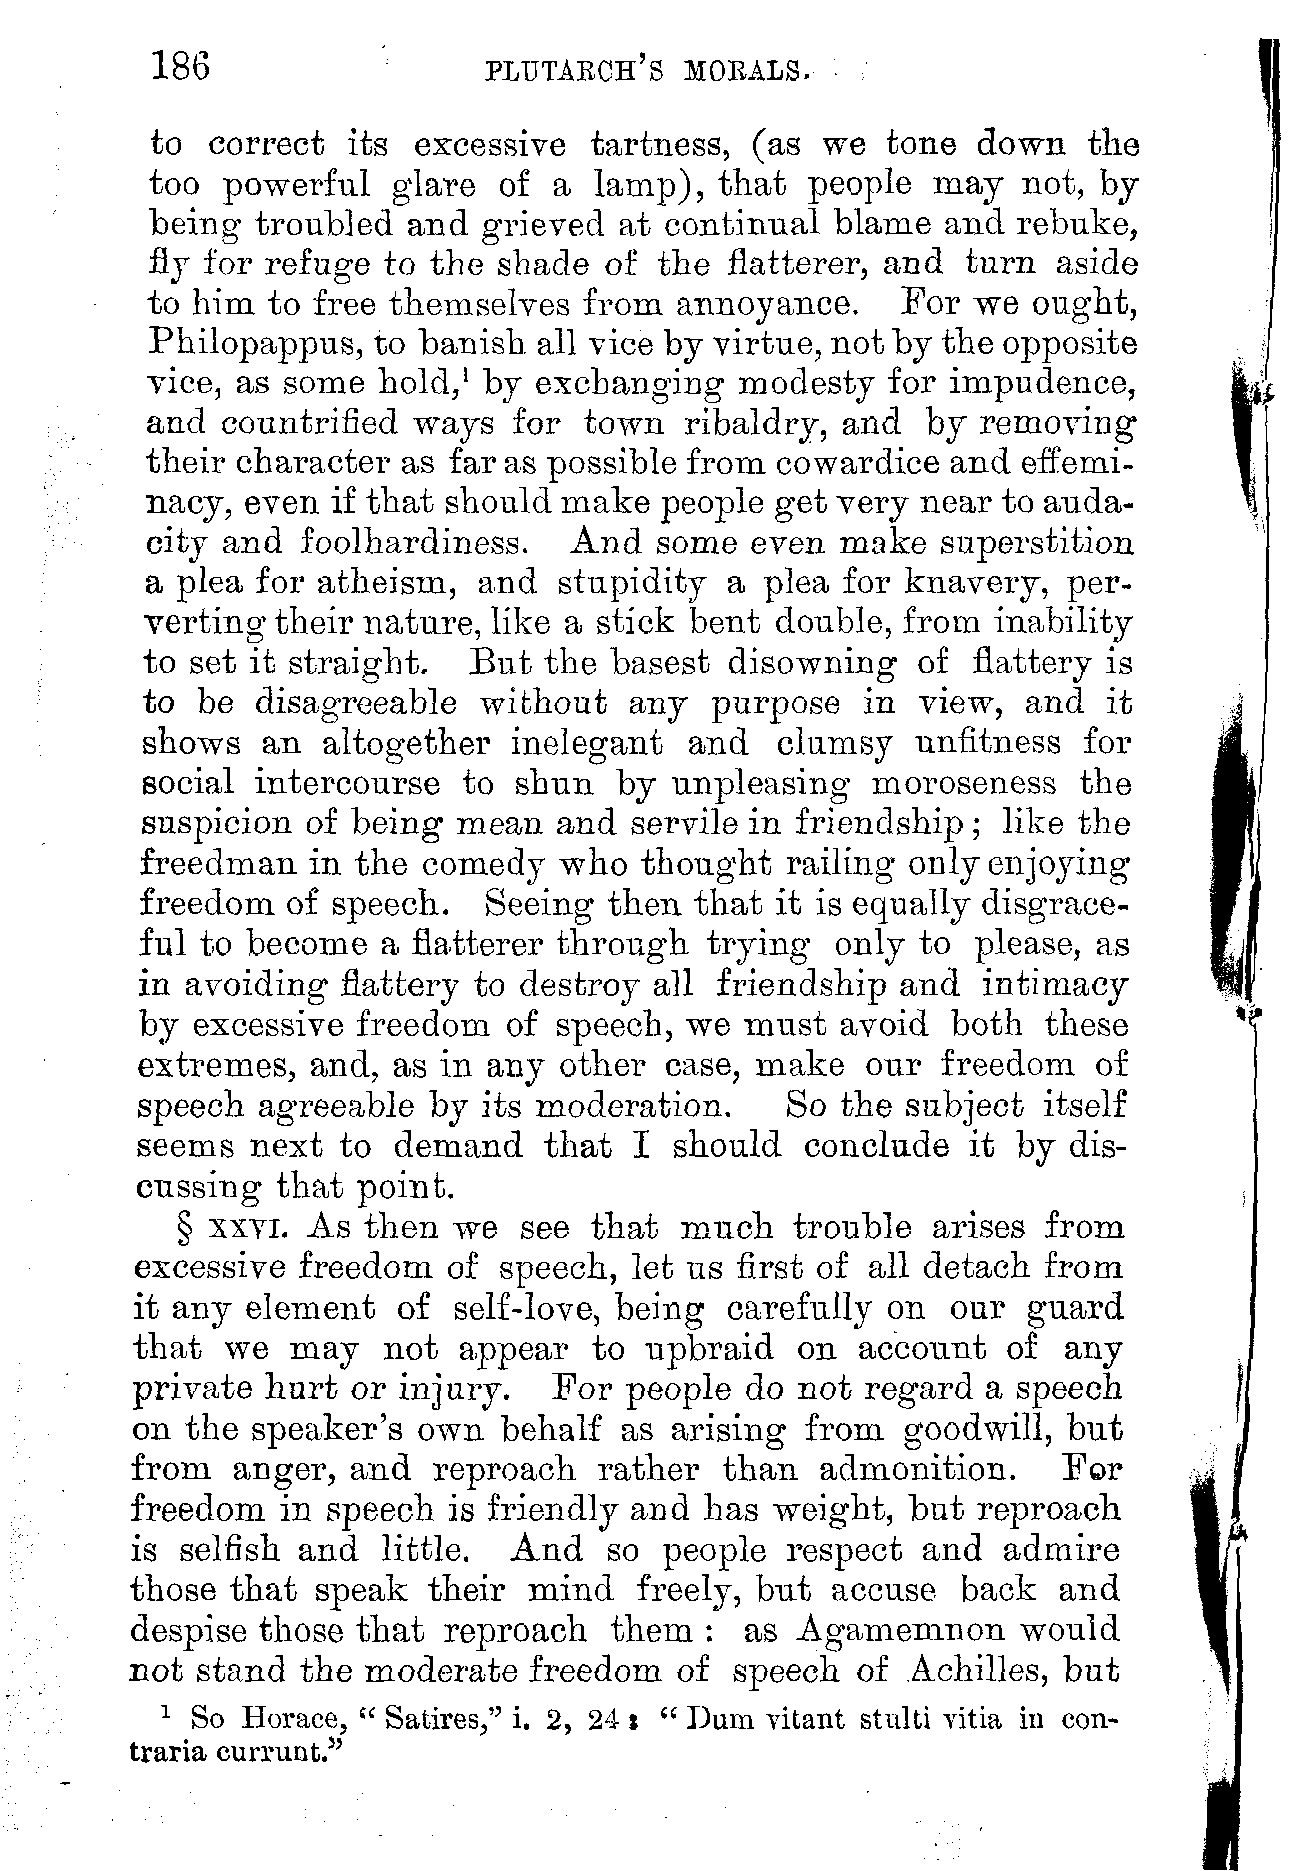 186 PLUTARCH'S MORALS.
to correct its excessive tartness, (as we tone down the
too powerful glare of a lamp), that people may not, by
being troubled and grieved at continual blame and rebuke,
fly for refuge to the shade of the flatterer, and turn aside
to him to free themselves from annoyance. For we ought,
Philopappus, to banish all vice by virtue, not by the opposite
vice, as some hold,¹ by exchanging modesty for impudence,
and countrified ways for town ribaldry, and by removing
their character as far as possible from cowardice and effemi-
nacy, even if that should make people get very near to auda-
city and foolhardiness. And some even make superstition
a plea for atheism, and stupidity a plea for knavery, per-
verting their nature, like a stick bent double, from inability
to set it straight. But the basest disowning of flattery is
to be disagreeable without any purpose in view, and it
shows an altogether inelegant and clumsy unfitness for
social intercourse to shun by unpleasing moroseness the
suspicion of being mean and servile in friendship; like the
freedman in the comedy who thought railing only enjoying
freedom of speech. Seeing then that it is equally disgrace-
ful to become a flatterer through trying only to please, as
in avoiding flattery to destroy all friendship and intimacy
by excessive freedom of speech, we must avoid both these
extremes, and, as in any other case, make our freedom of
speech agreeable by its moderation. So the subject itself
seems next to demand that I should conclude it by dis-
cussing that point.
§ XXVI. As then we see that much trouble arises from
excessive freedom of speech, let us first of all detach from
it any element of self-love, being carefully on our guard
that we may not appear to upbraid on account of any
private hurt or injury. For people do not regard a speech
on the speaker's own behalf as arising from goodwill, but
from anger, and reproach rather than admonition. For
freedom in speech is friendly and has weight, but reproach
is selfish and little. And so people respect and admire
those that speak their mind freely, but accuse back and
despise those that reproach them: as Agamemnon would
not stand the moderate freedom of speech of Achilles, but
¹ So Horace, "Satires," i. 2, 24: "Dum vitant stulti vitia in con-
traria currunt."